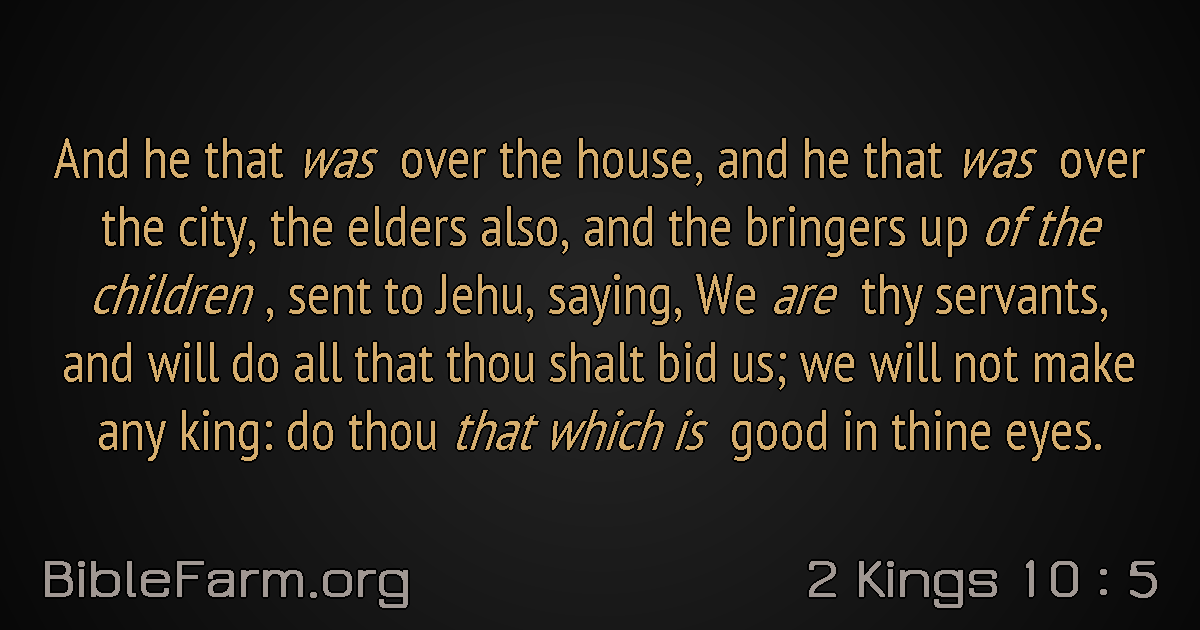 And he that was over the house, and he that was over
the city, the elders also, and the bringers up of the
children , sent to Jehu, saying, We are thy servants,
and will do all that thou shalt bid us; we will not make
any king: do thou that which is good in thine eyes.
BibleFarm.org
2 Kings 10 : 5